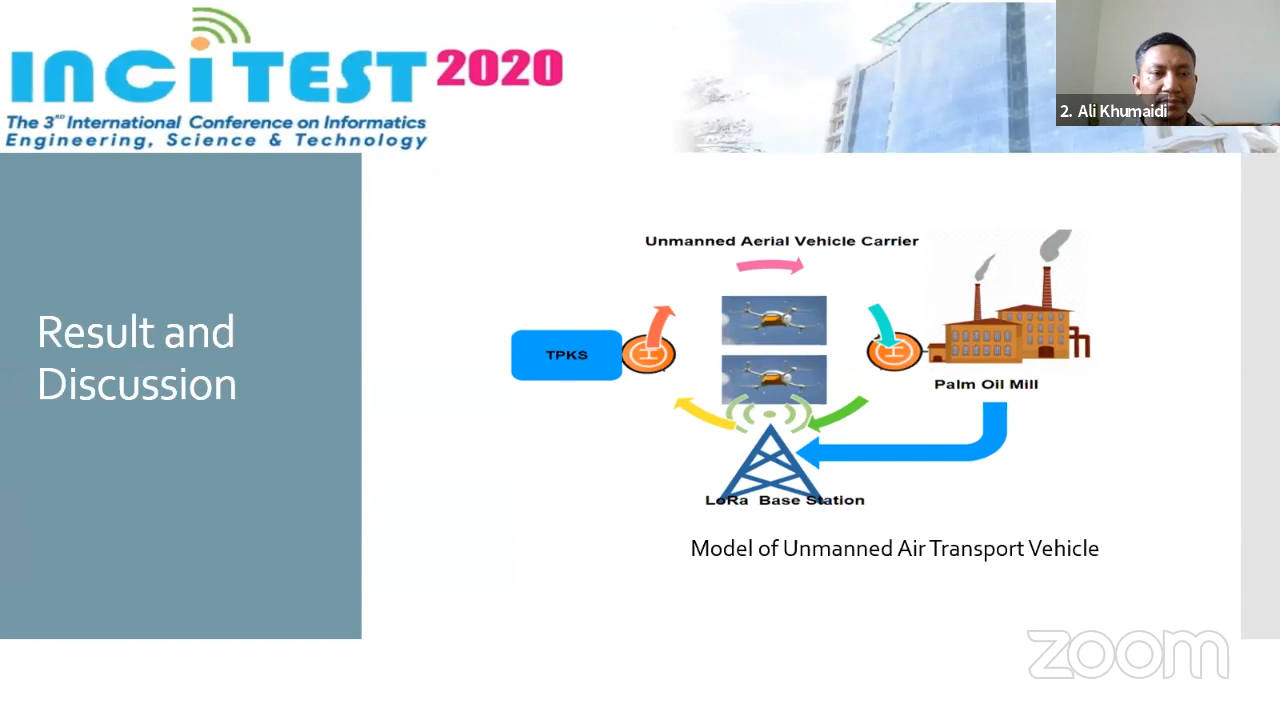 INCITEST 2020
The 3RD International Conference on Informatics
Engineering, Science & Technology
2. Ali Khumaidi
Result and
Discussion
Unmanned Aerial Vehicle Carrier
TPKS
H
H
Palm Oil Mill
LoRa Base Station
Model of Unmanned Air Transport Vehicle
zoom